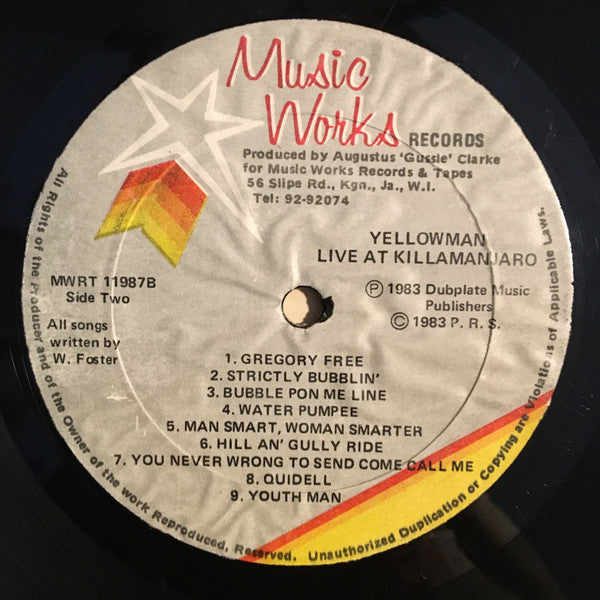 Music
Works RECORDS
Produced by Augustus 'Gussie' Clarke
for Music Works Records & Tapes
56 Slipe Rd., Kgn., Ja., W.I.
Tel: 92-92074
YELLOWMAN
LIVE AT KILLAMANJARO
MWRT 11987B
Side Two
Ⓟ 1983 Dubplate Music
Publishers
© 1983 P. R. S.
All songs
written by
W. Foster
1. GREGORY FREE
2. STRICTLY BUBBLIN'
3. BUBBLE PON ME LINE
4. WATER PUMPEE
5. MAN SMART, WOMAN SMARTER
6. HILL AN' GULLY RIDE
7. YOU NEVER WRONG TO SEND COME CALL ME
8. QUIDELL
9. YOUTH MAN
All Rights of the Producer and of the Owner of the work Reproduced, Reserved. Unauthorized Duplication or Copying are Violations of Applicable Laws.